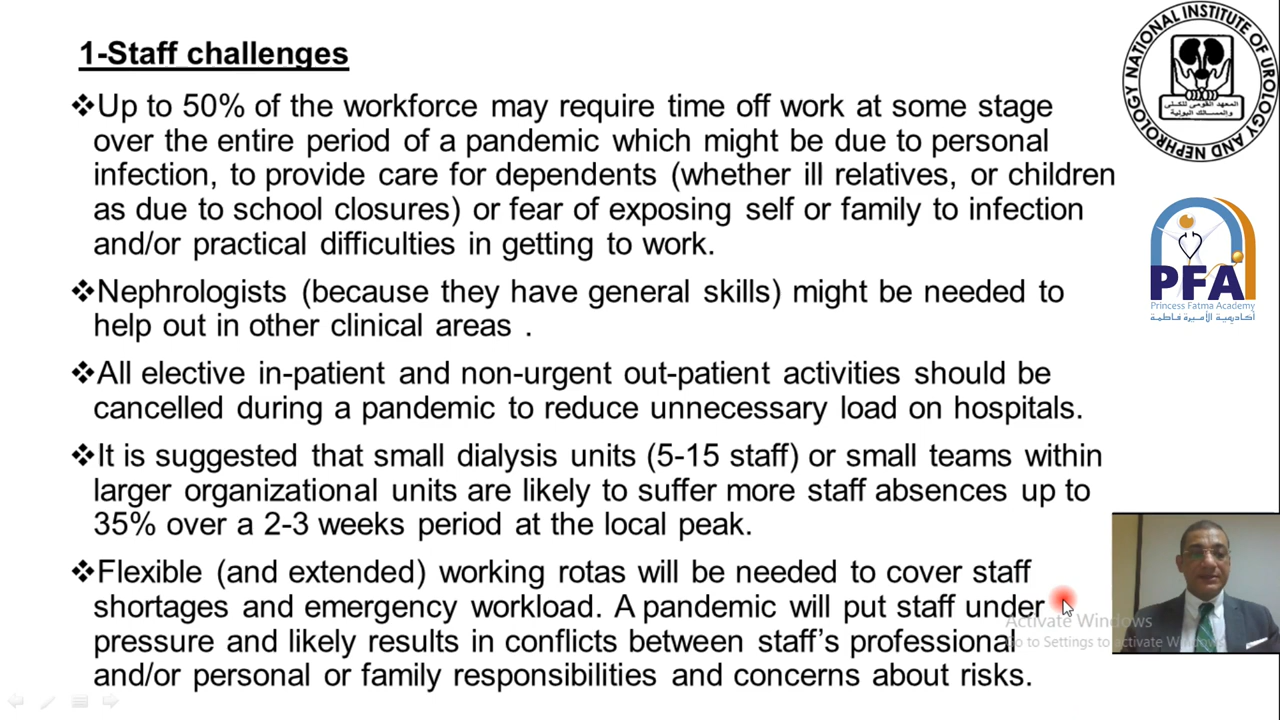 1-Staff challenges
❖Up to 50% of the workforce may require time off work at some stage
over the entire period of a pandemic which might be due to personal
infection, to provide care for dependents (whether ill relatives, or children
as due to school closures) or fear of exposing self or family to infection
and/or practical difficulties in getting to work.
❖Nephrologists (because they have general skills) might be needed to
help out in other clinical areas .
❖All elective in-patient and non-urgent out-patient activities should be
cancelled during a pandemic to reduce unnecessary load on hospitals.
❖It is suggested that small dialysis units (5-15 staff) or small teams within
larger organizational units are likely to suffer more staff absences up to
35% over a 2-3 weeks period at the local peak.
❖Flexible (and extended) working rotas will be needed to cover staff
shortages and emergency workload. A pandemic will put staff under
pressure and likely results in conflicts between staff’s professional
and/or personal or family responsibilities and concerns about risks.
NATIONAL INSTITUTE OF UROLOGY AND NEPHROLOGY
المعهد القومى للكلى
والمسالك البولية
PFA
Princess Fatma Academy
أكاديمية الأميرة فاطمة
Activate Windows
Go to Settings to activate Windows.